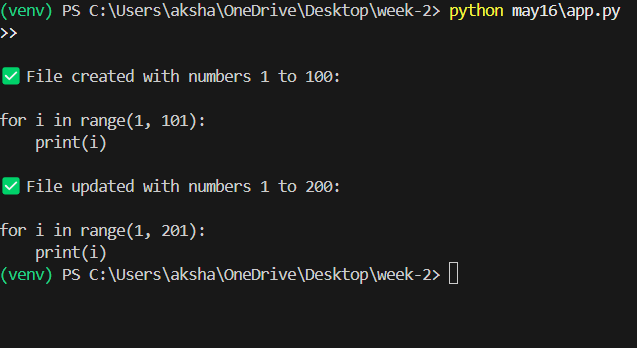 (venv) PS C:\Users\aksha\OneDrive\Desktop\week-2> python may16\app.py
>>
✅ File created with numbers 1 to 100:
for i in range(1, 101):
    print(i)
✅ File updated with numbers 1 to 200:
for i in range(1, 201):
    print(i)
(venv) PS C:\Users\aksha\OneDrive\Desktop\week-2>